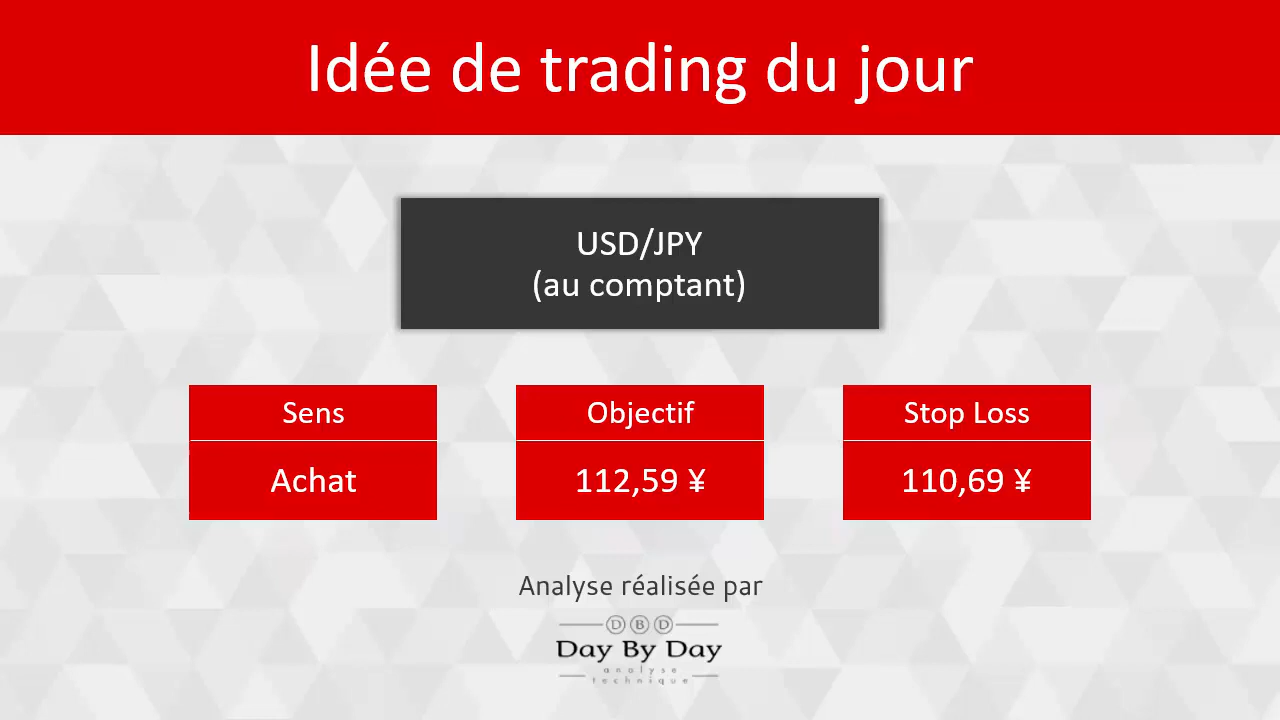 Idée de trading du jour
USD/JPY
(au comptant)
Sens
Objectif
Stop Loss
Achat
112,59 ¥
110,69 ¥
Analyse réalisée par
D B D
Day By Day
analyse
technique